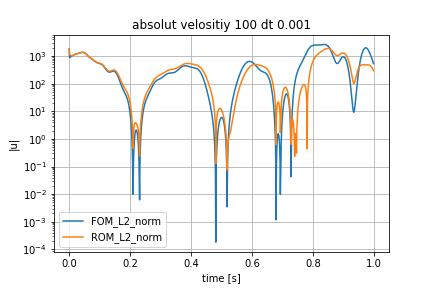 absolut velositiy 100 dt 0.001
|u|
10³
10²
10¹
10⁰
10⁻¹
10⁻²
10⁻³
10⁻⁴
FOM_L2_norm
ROM_L2_norm
0.0 0.2 0.4 0.6 0.8 1.0
time [s]